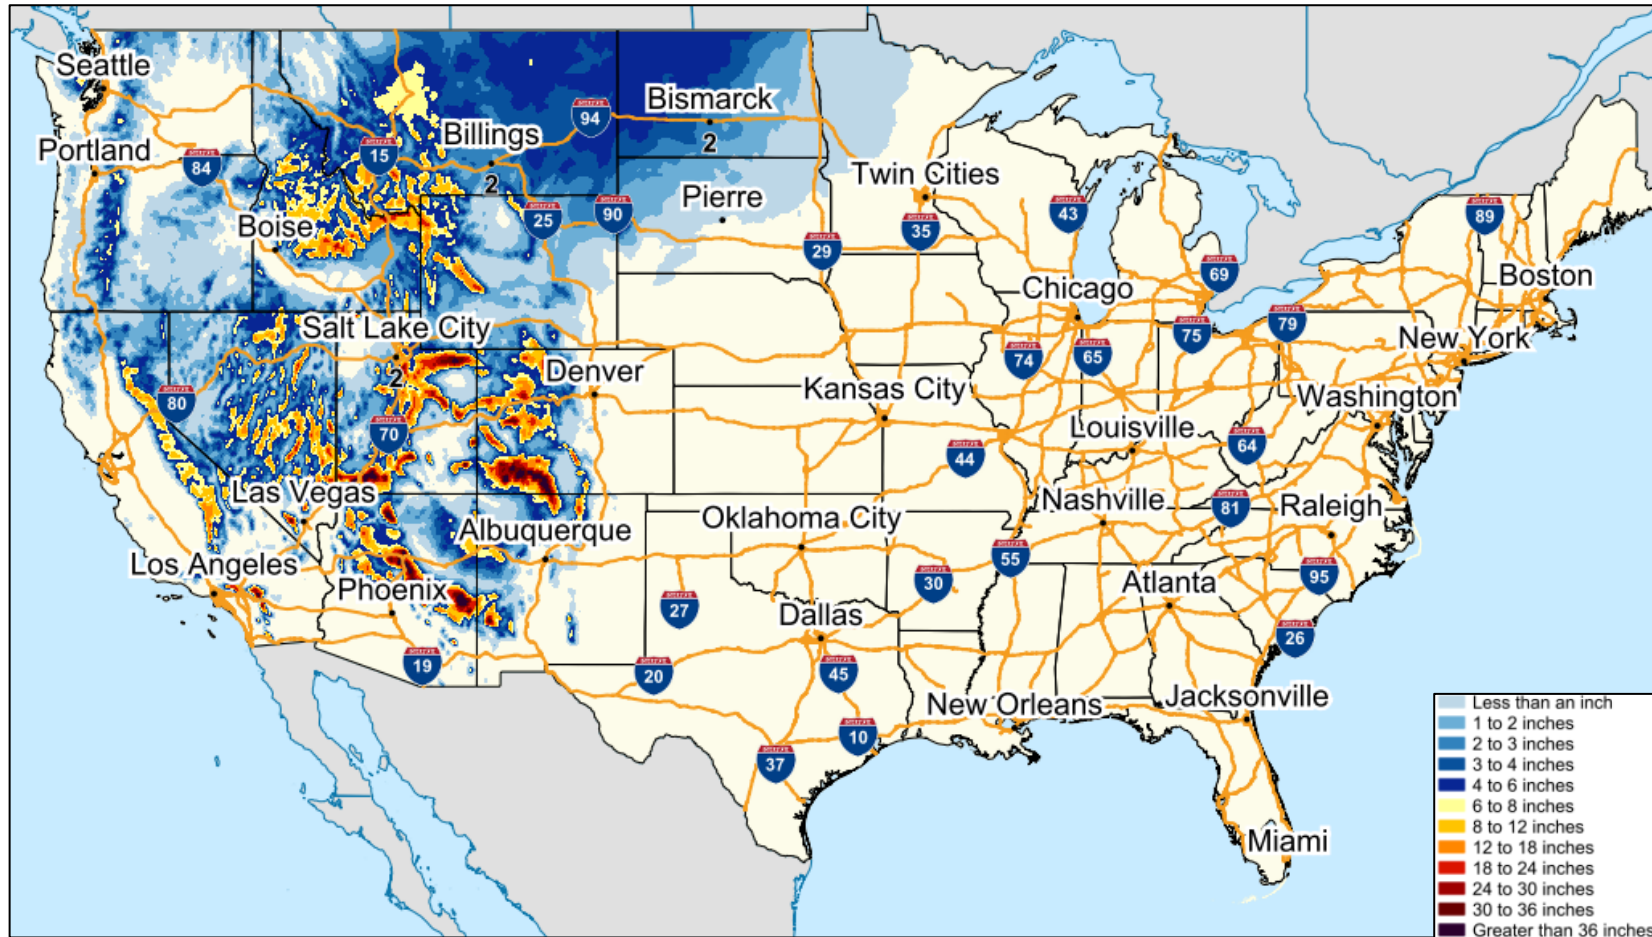 Seattle
Portland
84
15
Billings
2
94
Bismarck
2
Pierre
Twin Cities
43
89
Boise
25
90
29
35
69
Boston
Chicago
Salt Lake City
2
79
75
New York
74
65
Denver
Kansas City
Washington
80
70
Louisville
64
44
Las Vegas
Albuquerque
Oklahoma City
Nashville
81
Raleigh
Los Angeles
Phoenix
55
30
27
Atlanta
95
Dallas
26
19
20
45
New Orleans
Jacksonville
10
37
Miami
Less than an inch
1 to 2 inches
2 to 3 inches
3 to 4 inches
4 to 6 inches
6 to 8 inches
8 to 12 inches
12 to 18 inches
18 to 24 inches
24 to 30 inches
30 to 36 inches
Greater than 36 inches